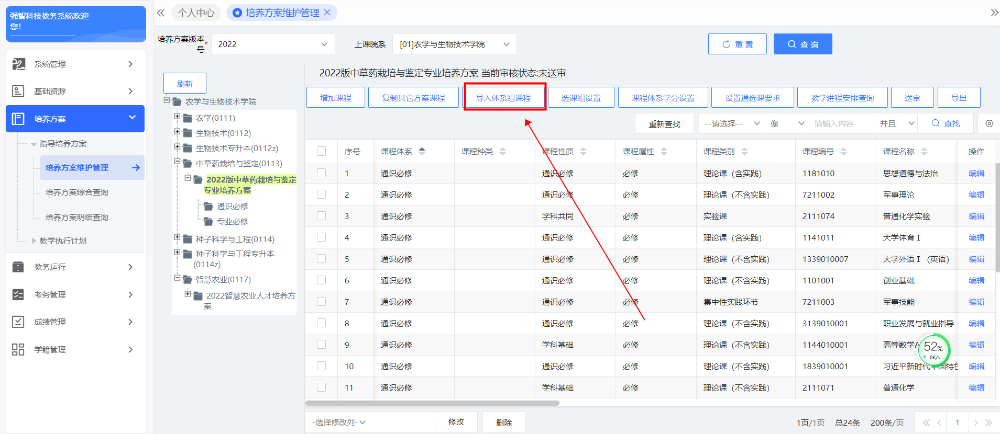 强智科技教务系统欢迎
您!
个人中心
培养方案维护管理
培养方案版本号* 2022
上课院系 [01]农学与生物技术学院
重置
查询
系统管理
基础资源
培养方案
指导培养方案
培养方案维护管理
培养方案综合查询
培养方案明细查询
教学执行计划
教务运行
考务管理
成绩管理
学籍管理
刷新
农学与生物技术学院
农学(0111)
生物技术(0112)
生物技术专升本(0112z)
中草药栽培与鉴定(0113)
2022版中草药栽培与鉴定
专业培养方案
通识必修
专业必修
种子科学与工程(0114)
种子科学与工程专升本
(0114z)
智慧农业(0117)
2022智慧农业人才培养方
案
2022版中草药栽培与鉴定专业培养方案 当前审核状态:未送审
增加课程 复制其它方案课程 导入体系组课程 选课组设置 课程体系学分设置 设置通选课要求 教学进程安排查询 送审 导出
重新查找 --请选择-- 像 请输入内容 并且 查找
序号 课程体系 课程种类 课程性质 课程属性 课程类别 课程编号 课程名称 操作
1 通识必修 通识必修 必修 理论课（含实践） 1181010 思想道德与法治 编辑
2 通识必修 通识必修 必修 理论课（不含实践） 7211002 军事理论 编辑
3 通识必修 学科共同 必修 实验课 2111074 普通化学实验 编辑
4 通识必修 通识必修 必修 理论课（含实践） 1141011 大学体育Ⅰ 编辑
5 通识必修 通识必修 必修 理论课（不含实践） 1339010007 大学外语Ⅰ（英语） 编辑
6 通识必修 通识必修 必修 理论课（不含实践） 1101001 创业基础 编辑
7 通识必修 通识必修 必修 集中性实践环节 7211003 军事技能 编辑
8 通识必修 通识必修 必修 理论课（不含实践） 3139010001 职业发展与就业指导 编辑
9 通识必修 学科基础 必修 理论课（不含实践） 1144010001 高等数学A 编辑
10 通识必修 通识必修 必修 理论课（不含实践） 1839010001 习近平新时代中国特色 编辑
11 通识必修 学科基础 必修 理论课（不含实践） 2111071 普通化学 编辑
52%
↑ 0K/s
-选择修改列- 修改 删除
1页/1页 总24条 200条/页 1